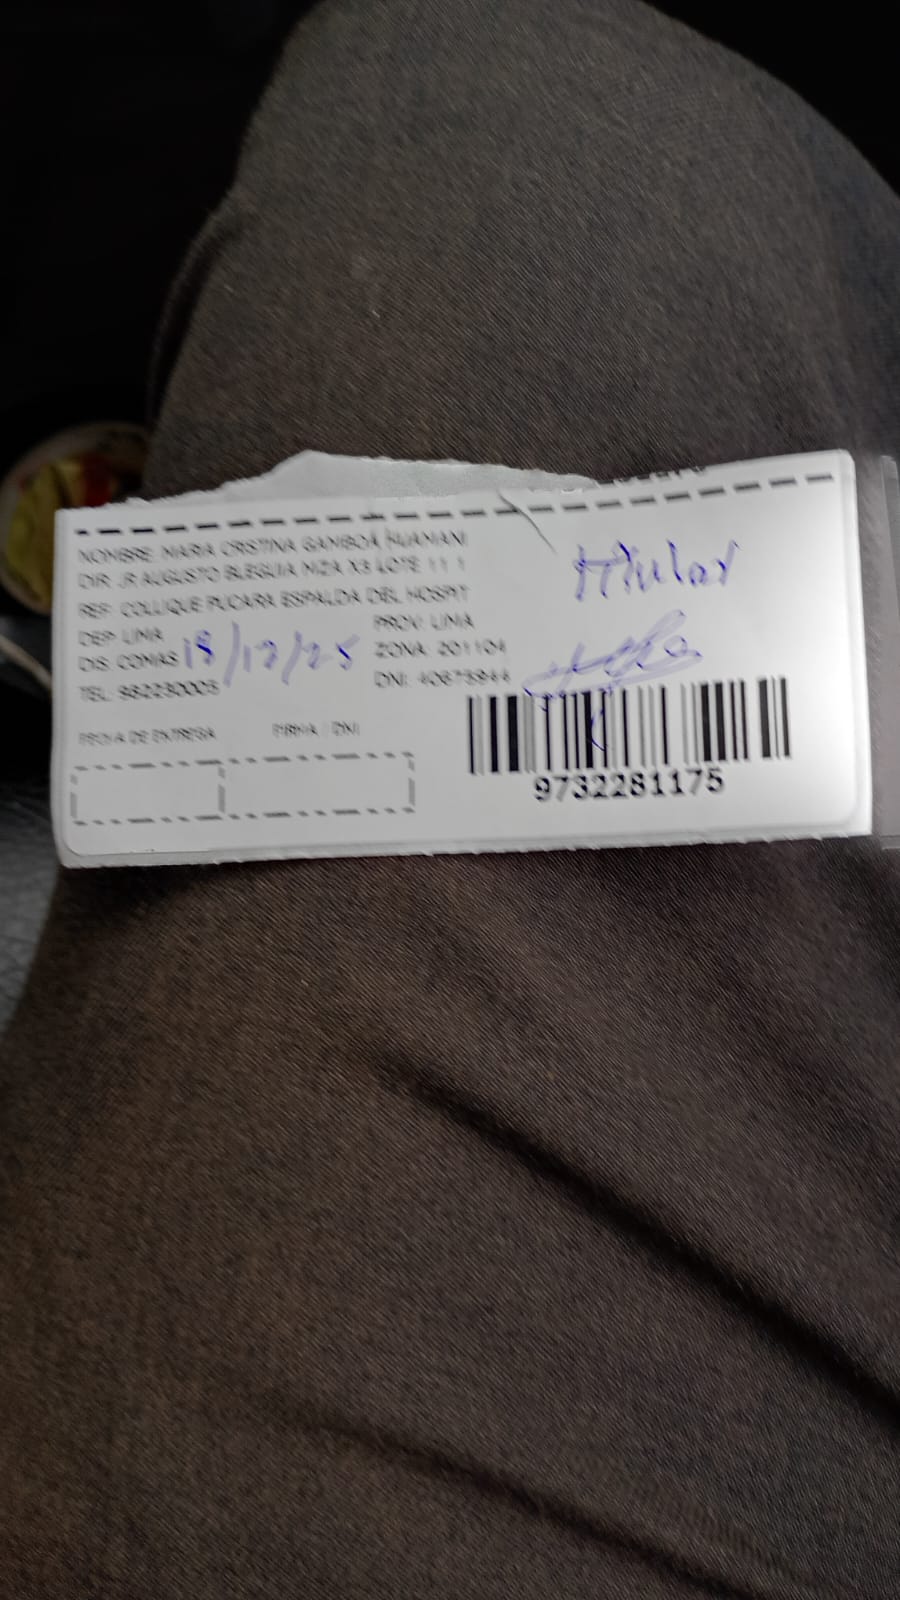 NOMBRE: MARIA CRISTINA GAMBOA HUAMANI
DIR: JR AUGUSTO BLEGUIA MZA X3 LOTE 11 1
REF: COLLIQUE PUCARA ESPALDA DEL HOSPIT
DEP: LIMA PROV: LIMA
DIS: COMAS 18/12/25 ZONA: 201104
TEL: DNI:
FECHA DE ENTREGA FIRMA / DNI
titular
9732281175